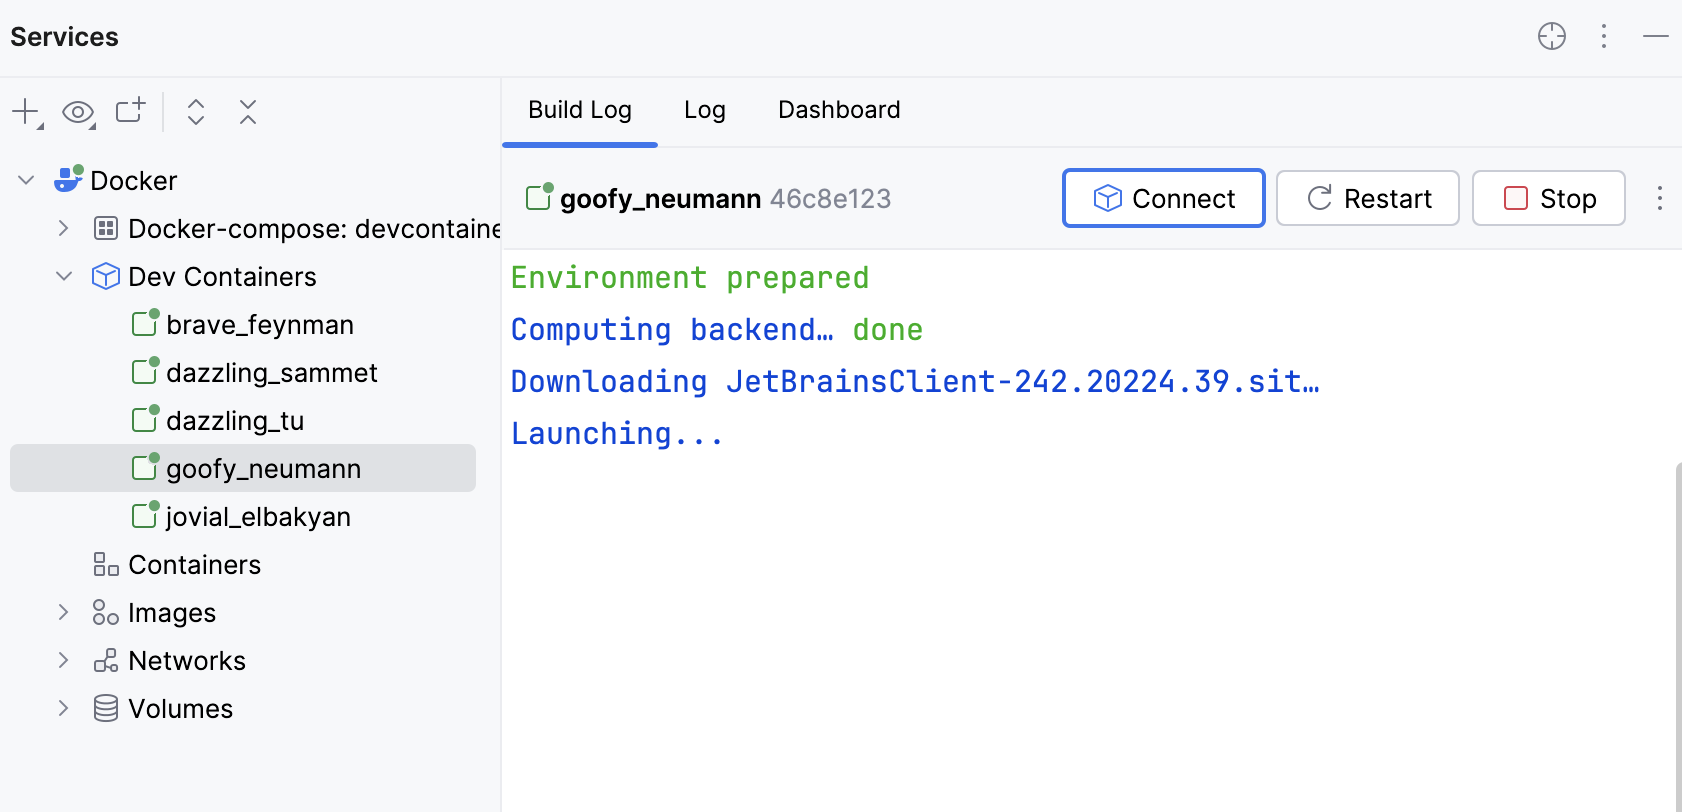 Services
Docker
Docker-compose: devcontaine
Dev Containers
brave_feynman
dazzling_sammet
dazzling_tu
goofy_neumann
jovial_elbakyan
Containers
Images
Networks
Volumes
Build Log
Log
Dashboard
goofy_neumann 46c8e123
Connect
Restart
Stop
Environment prepared
Computing backend… done
Downloading JetBrainsClient-242.20224.39.sit…
Launching...